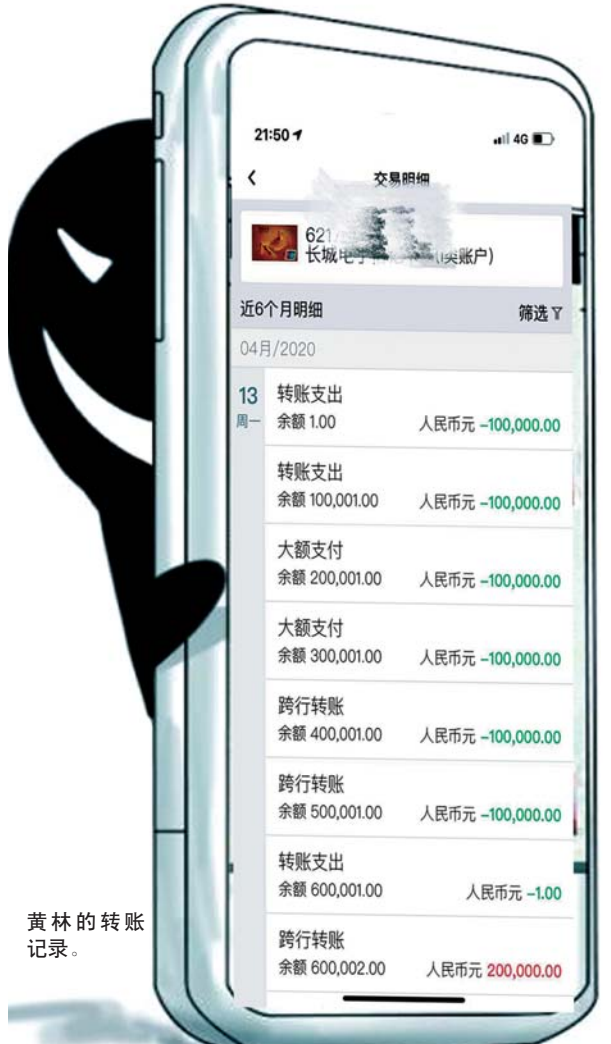 21:50
4G
交易明细
621
长城电子
类账户)
近6个月明细
筛选
04月/2020
13
周一
转账支出
余额 1.00 人民币元 -100,000.00
转账支出
余额 100,001.00 人民币元 -100,000.00
大额支付
余额 200,001.00 人民币元 -100,000.00
大额支付
余额 300,001.00 人民币元 -100,000.00
跨行转账
余额 400,001.00 人民币元 -100,000.00
跨行转账
余额 500,001.00 人民币元 -100,000.00
转账支出
余额 600,001.00 人民币元 -1.00
跨行转账
余额 600,002.00 人民币元 200,000.00
黄林的转账
记录。